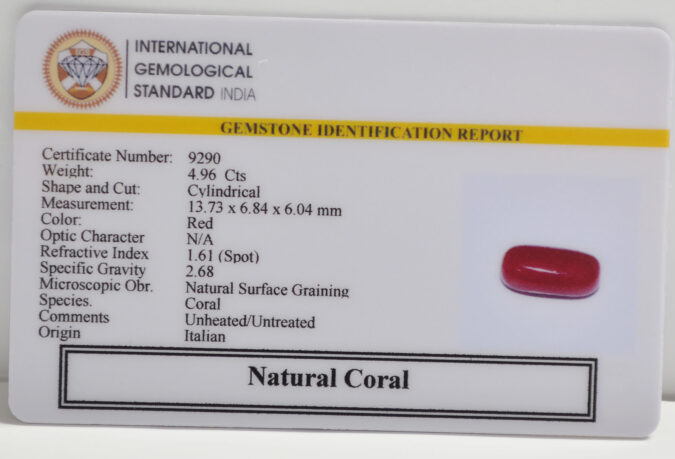 IGS
INTERNATIONAL
GEMOLOGICAL
STANDARD INDIA
GEMSTONE IDENTIFICATION REPORT
Certificate Number: 9290
Weight: 4.96 Cts
Shape and Cut: Cylindrical
Measurement: 13.73 x 6.84 x 6.04 mm
Color: Red
Optic Character N/A
Refractive Index 1.61 (Spot)
Specific Gravity 2.68
Microscopic Obr. Natural Surface Graining
Species. Coral
Comments Unheated/Untreated
Origin Italian
Natural Coral